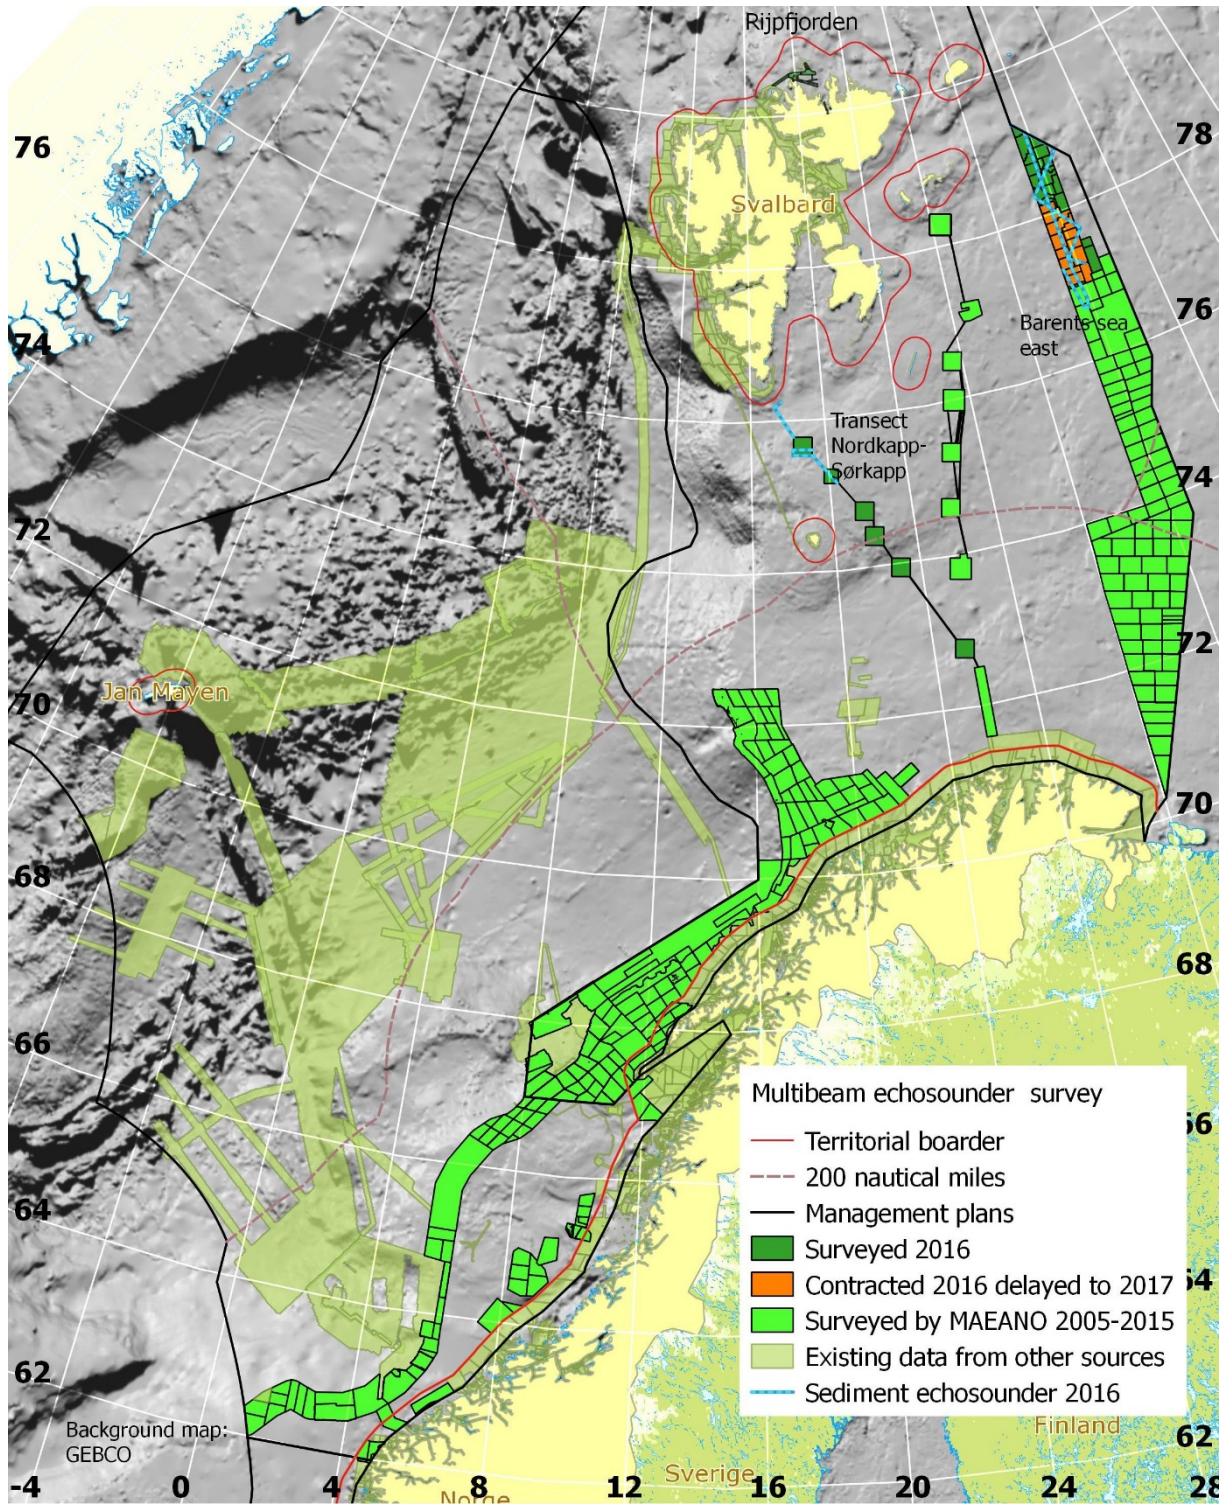 Rijpfjorden
76
78
Svalbard
74
76
Barents sea
east
Transect
Nordkapp-
Sørkapp
72
74
Jan Mayen
70
72
68
70
66
68
Multibeam echosounder survey
66
Territorial boarder
200 nautical miles
64
Management plans
Surveyed 2016
Contracted 2016 delayed to 2017
64
Surveyed by MAEANO 2005-2015
Existing data from other sources
62
Sediment echosounder 2016
Background map:
GEBCO
Finland
62
Sverige
Norge
-4
0
4
8
12
16
20
24
28